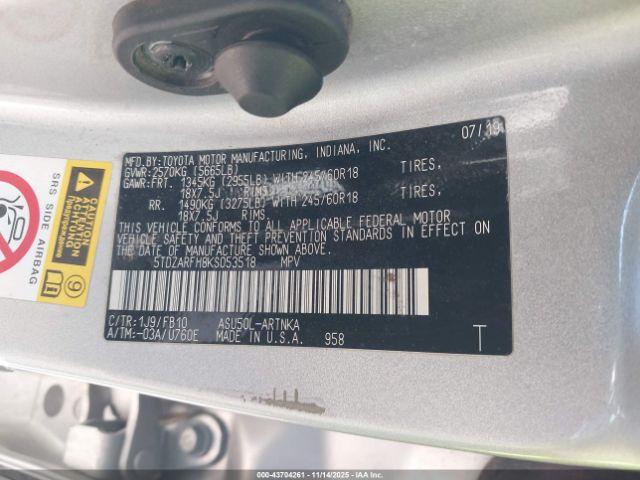 07/19
MFD.BY:TOYOTA MOTOR MANUFACTURING, INDIANA, INC.
GVWR:2570KG (5665LB)
GAWR:FRT. 1345KG (2955LB) WITH 245/60R18 TIRES,
18X7.5J RIMS
RR. 1490KG (3275LB) WITH 245/60R18 TIRES,
18X7.5J RIMS.
THIS VEHICLE CONFORMS TO ALL APPLICABLE FEDERAL MOTOR
VEHICLE SAFETY AND THEFT PREVENTION STANDARDS IN EFFECT ON
THE DATE OF MANUFACTURE SHOWN ABOVE.
5TDZARFH8KS053518 MPV
C/TR:1J9/FB10 ASU50L-ARTNKA
A/TM:-03A/U760E MADE IN U.S.A. 958
T
SRS SIDE AIRBAG
9
000-43704261 - 11/14/2025 - IAAI.com